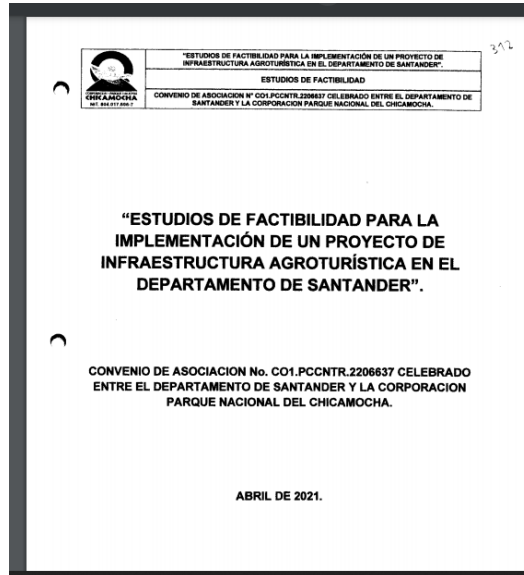 312
"ESTUDIOS DE FACTIBILIDAD PARA LA IMPLEMENTACIÓN DE UN PROYECTO DE
INFRAESTRUCTURA AGROTURÍSTICA EN EL DEPARTAMENTO DE SANTANDER".
ESTUDIOS DE FACTIBILIDAD
CONVENIO DE ASOCIACION N° CO1.PCCNTR.2206637 CELEBRADO ENTRE EL DEPARTAMENTO DE
SANTANDER Y LA CORPORACION PARQUE NACIONAL DEL CHICAMOCHA.
CHICAMOCHA
"ESTUDIOS DE FACTIBILIDAD PARA LA
IMPLEMENTACIÓN DE UN PROYECTO DE
INFRAESTRUCTURA AGROTURÍSTICA EN EL
DEPARTAMENTO DE SANTANDER".
CONVENIO DE ASOCIACION No. CO1.PCCNTR.2206637 CELEBRADO
ENTRE EL DEPARTAMENTO DE SANTANDER Y LA CORPORACION
PARQUE NACIONAL DEL CHICAMOCHA.
ABRIL DE 2021.